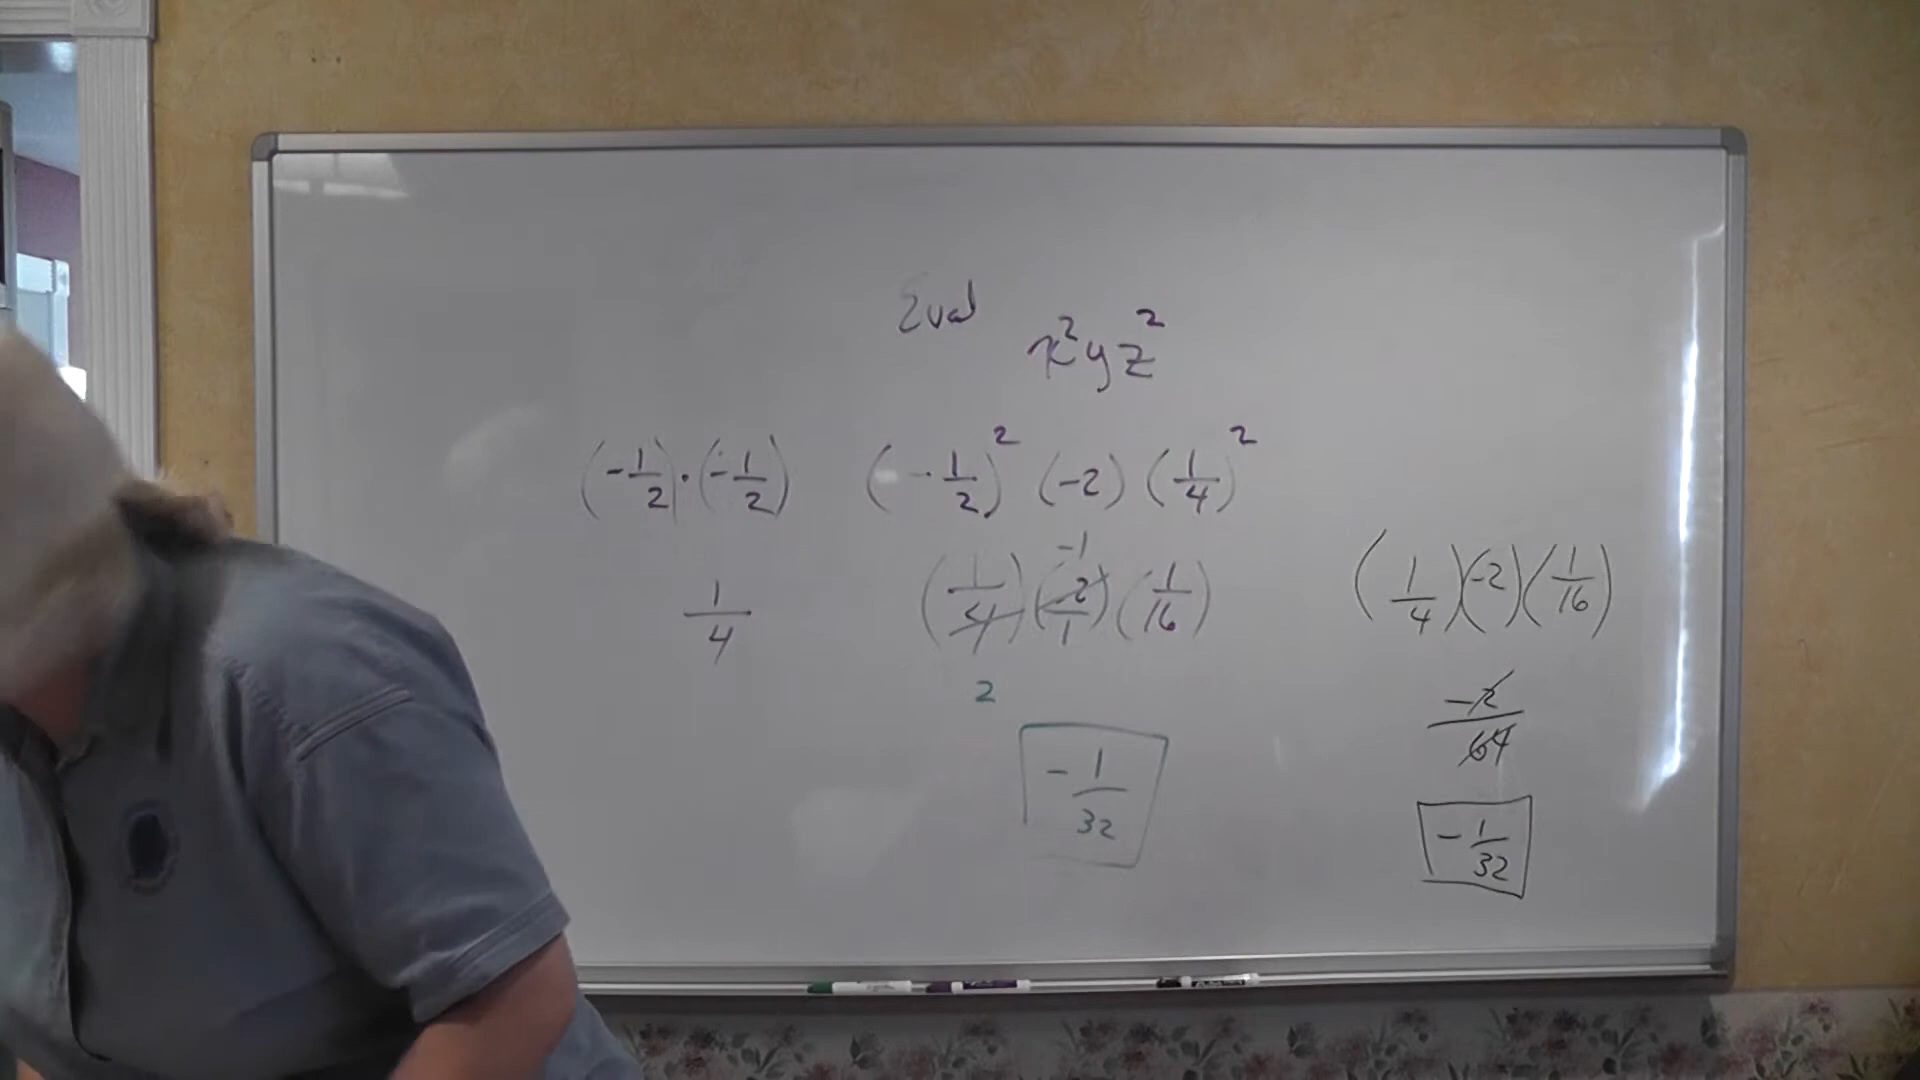 Eval
x²yz²
(-1/2)·(-1/2) (-1/2)² (-2) (1/4)²
1/4 (1/4)(-2/1)(1/16) (1/4)(-2)(1/16)
-1
2
-2/64
-1/32
-1/32